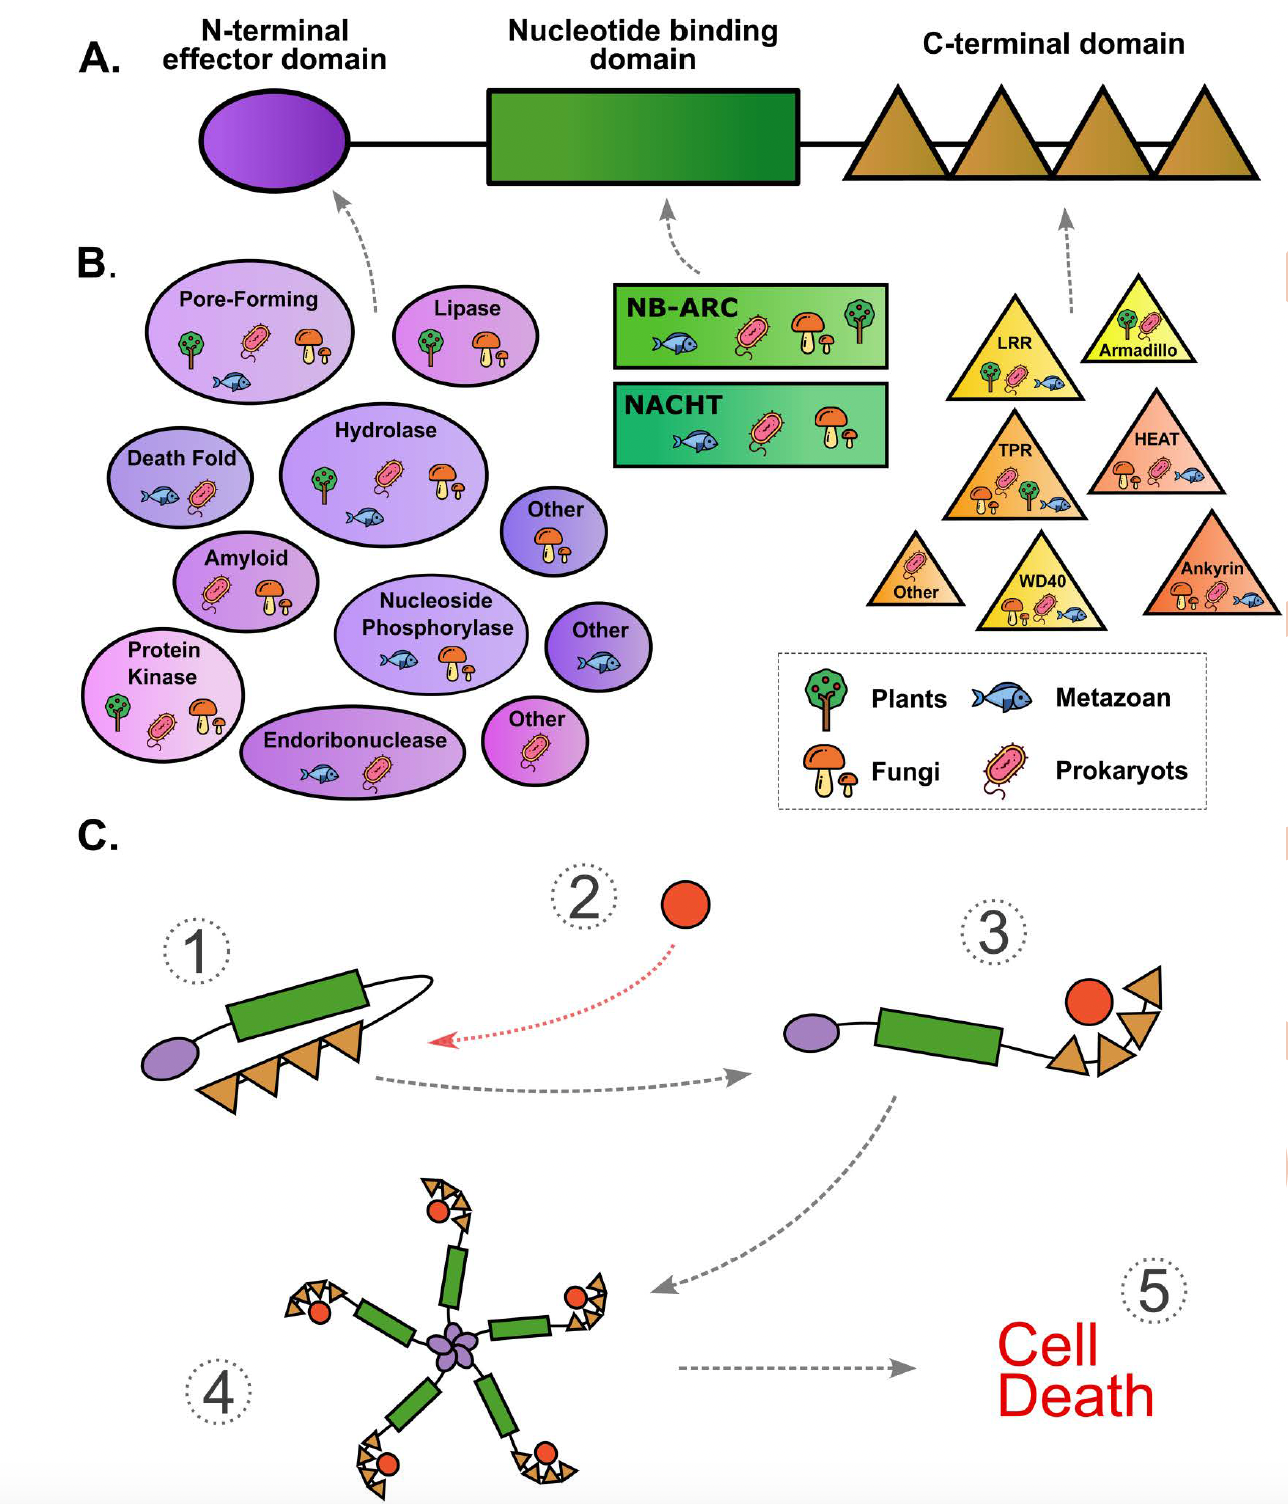 A.
N-terminal
effector domain
Nucleotide binding
domain
C-terminal domain
B.
Pore-Forming
Lipase
Death Fold
Hydrolase
Other
Amyloid
Nucleoside
Phosphorylase
Other
Protein
Kinase
Endoribonuclease
Other
NB-ARC
NACHT
LRR
Armadillo
TPR
HEAT
Other
WD40
Ankyrin
Plants
Metazoan
Fungi
Prokaryots
C.
1
2
3
4
5
Cell
Death